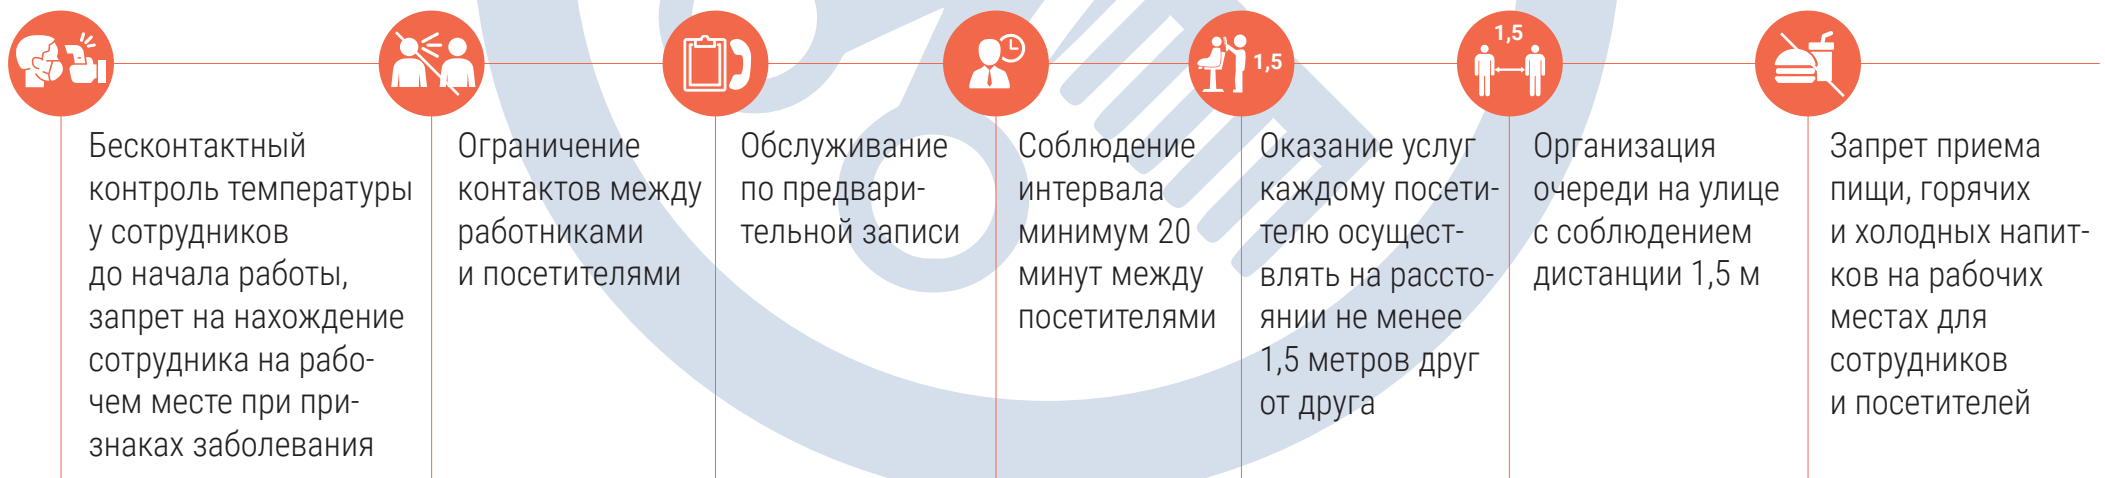 1,5
1,5
Бесконтактный
контроль температуры
у сотрудников
до начала работы,
запрет на нахождение
сотрудника на рабо-
чем месте при при-
знаках заболевания
Ограничение
контактов между
работниками
и посетителями
Обслуживание
по предвари-
тельной записи
Соблюдение
интервала
минимум 20
минут между
посетителями
Оказание услуг
каждому посети-
телю осущест-
влять на рассто-
янии не менее
1,5 метров друг
от друга
Организация
очереди на улице
с соблюдением
дистанции 1,5 м
Запрет приема
пищи, горячих
и холодных напит-
ков на рабочих
местах для
сотрудников
и посетителей